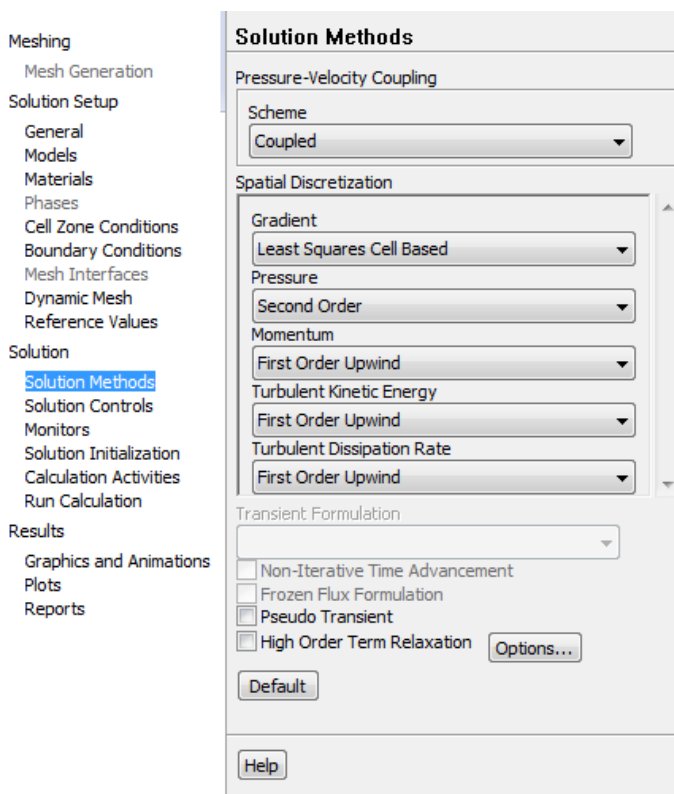 Meshing
Mesh Generation
Solution Setup
General
Models
Materials
Phases
Cell Zone Conditions
Boundary Conditions
Mesh Interfaces
Dynamic Mesh
Reference Values
Solution
Solution Methods
Solution Controls
Monitors
Solution Initialization
Calculation Activities
Run Calculation
Results
Graphics and Animations
Plots
Reports
Solution Methods
Pressure-Velocity Coupling
Scheme
Coupled
Spatial Discretization
Gradient
Least Squares Cell Based
Pressure
Second Order
Momentum
First Order Upwind
Turbulent Kinetic Energy
First Order Upwind
Turbulent Dissipation Rate
First Order Upwind
Transient Formulation
Non-Iterative Time Advancement
Frozen Flux Formulation
Pseudo Transient
High Order Term Relaxation
Options...
Default
Help